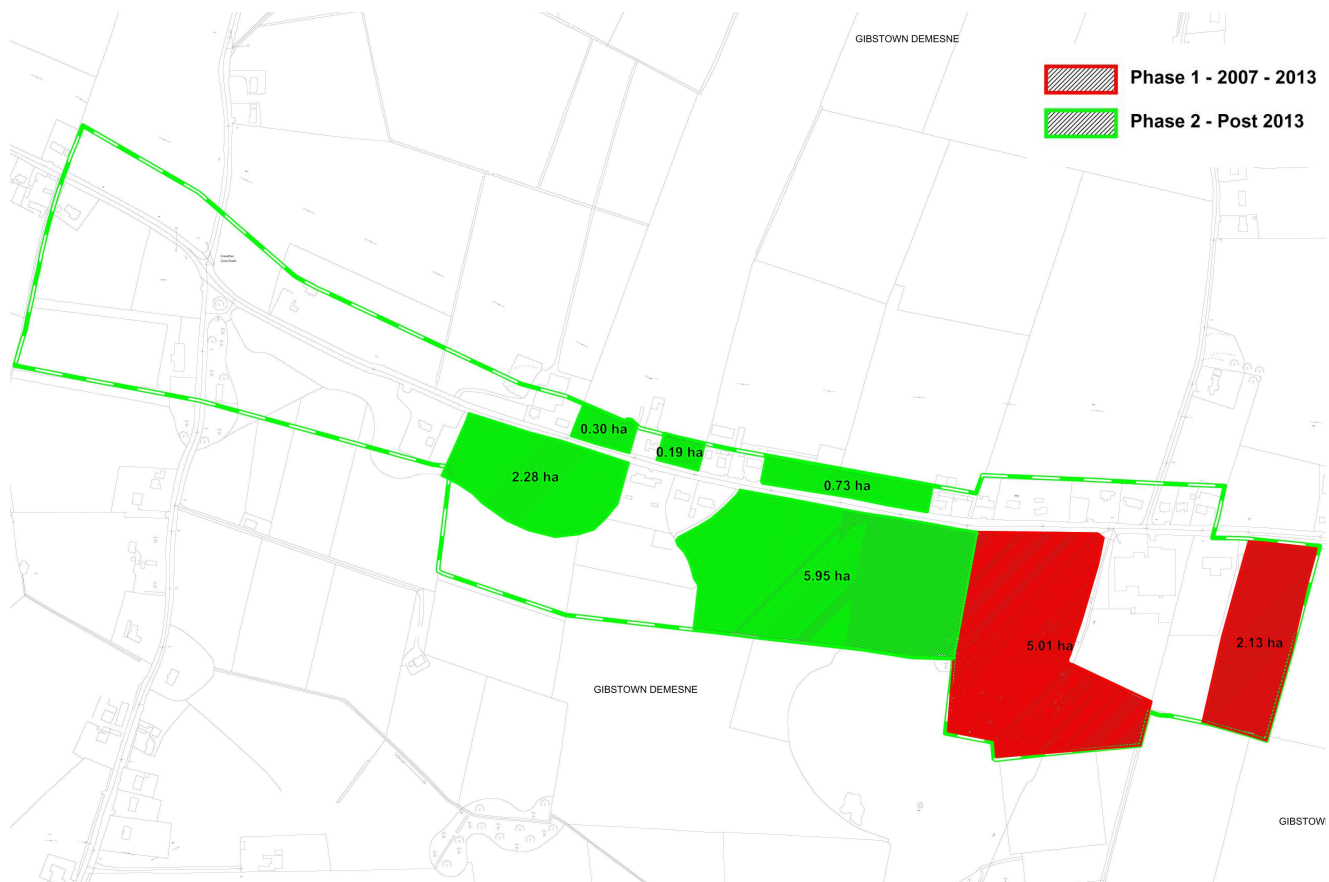 GIBSTOWN DEMESNE
Phase 1 - 2007 - 2013
Phase 2 - Post 2013
0.30 ha
0.19 ha
2.28 ha
0.73 ha
5.95 ha
5.01 ha
2.13 ha
GIBSTOWN DEMESNE
GIBSTOW